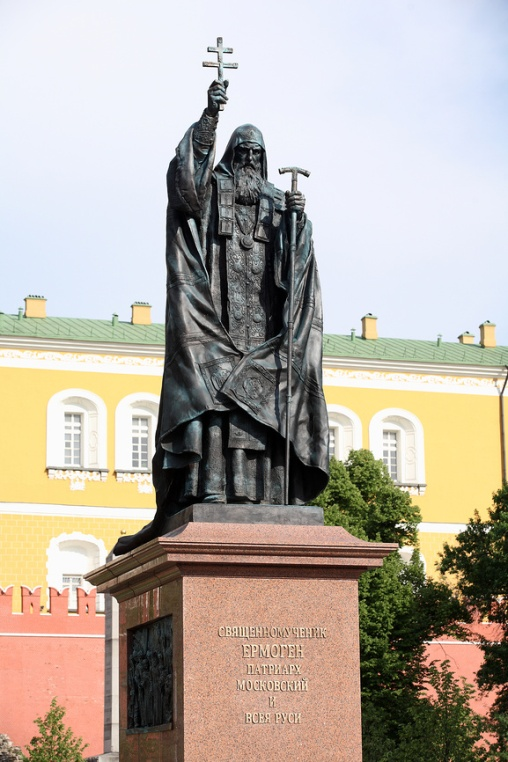 СВЯЩЕННОМУЧЕНИК
ЕРМОГЕН
ПАТРИАРХ
МОСКОВСКИЙ
И
ВСЕЯ РУСИ